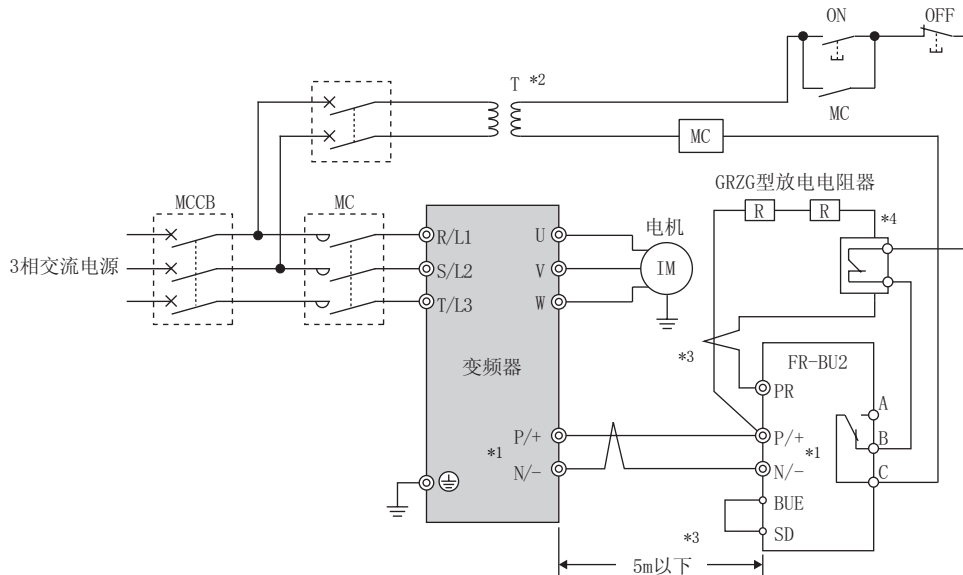 ON
OFF
T *2
MC
MC
GRZG型放电电阻器
R
R
*4
MCCB
MC
R/L1
S/L2
T/L3
3相交流电源
U
V
W
电机
IM
变频器
*3
FR-BU2
PR
A
B
C
P/+
*1
N/-
P/+
*1
N/-
BUE
SD
*3
5m以下